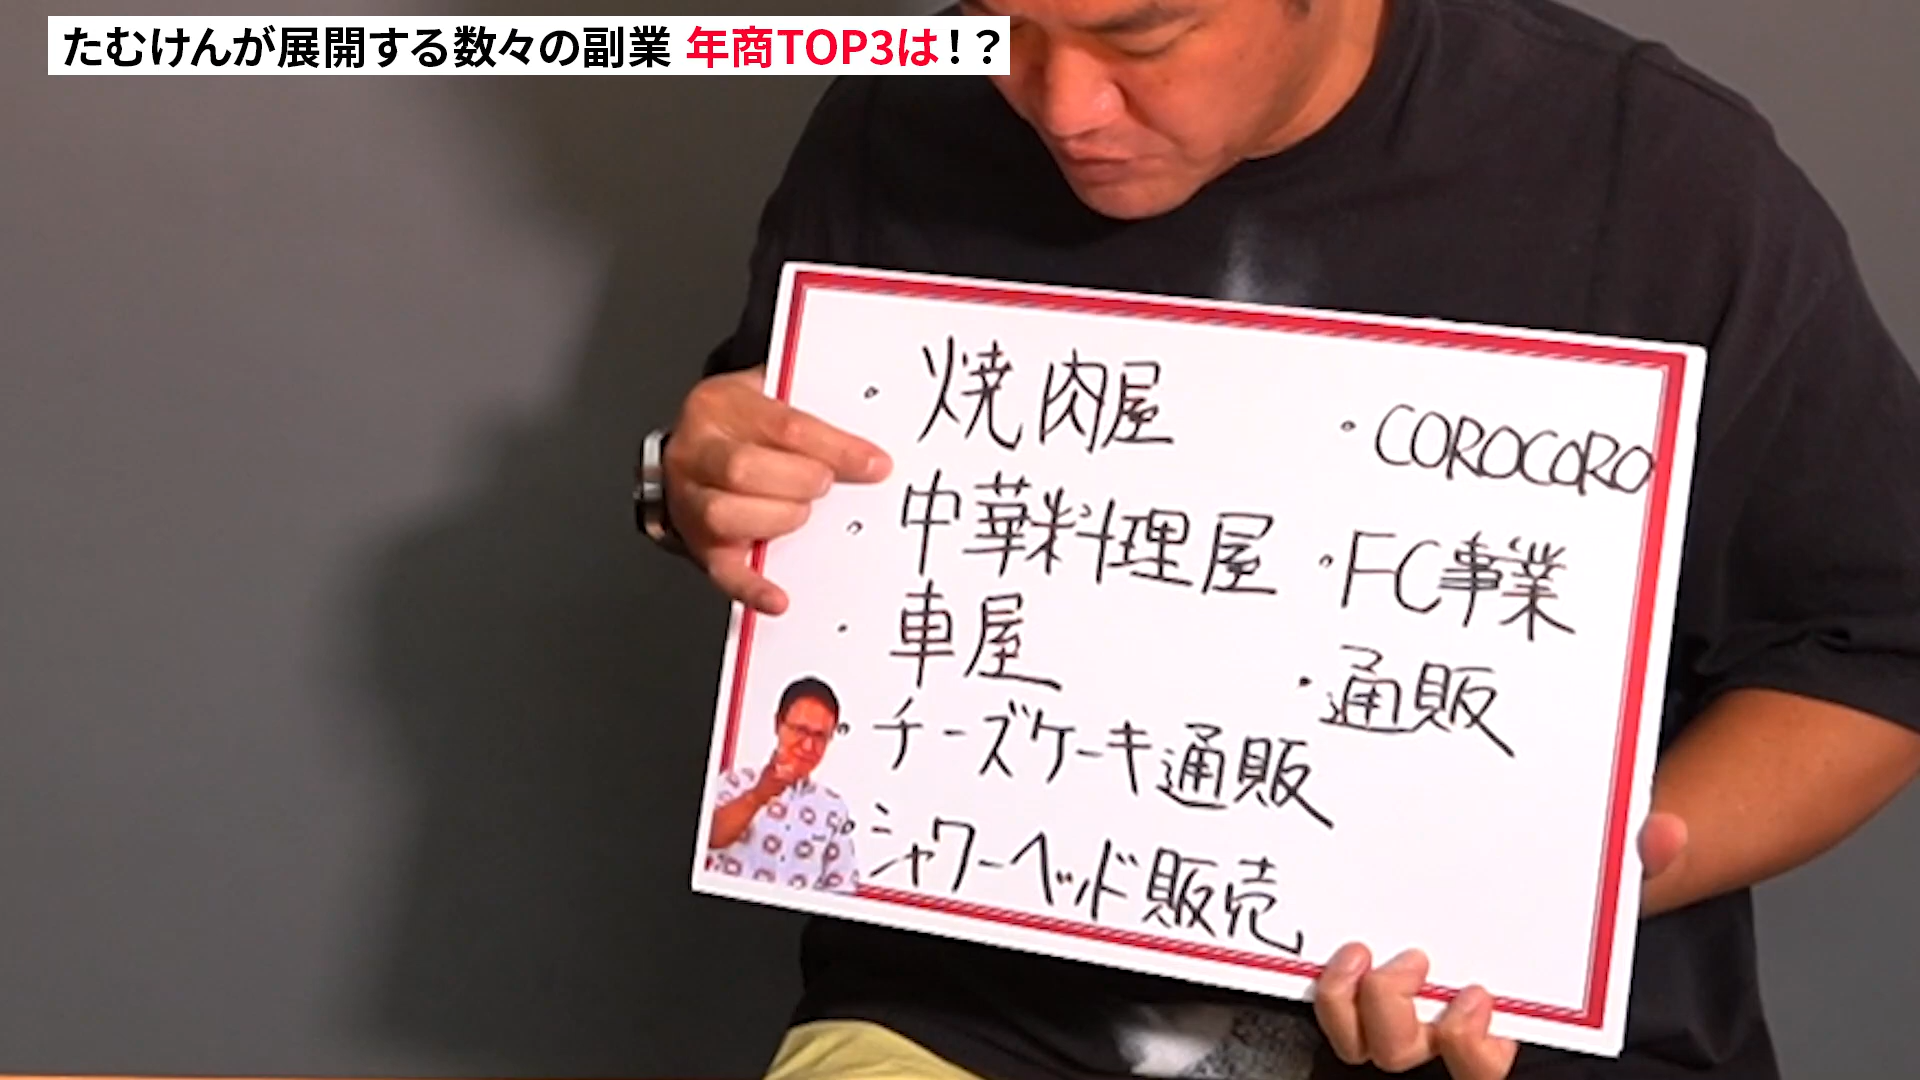 たむけんが展開する数々の副業 年商TOP3は!?
・焼肉屋
・中華料理屋
・車屋
・チーズケーキ通販
・シャワーヘッド販売
・COROCORO
・FC事業
・通販